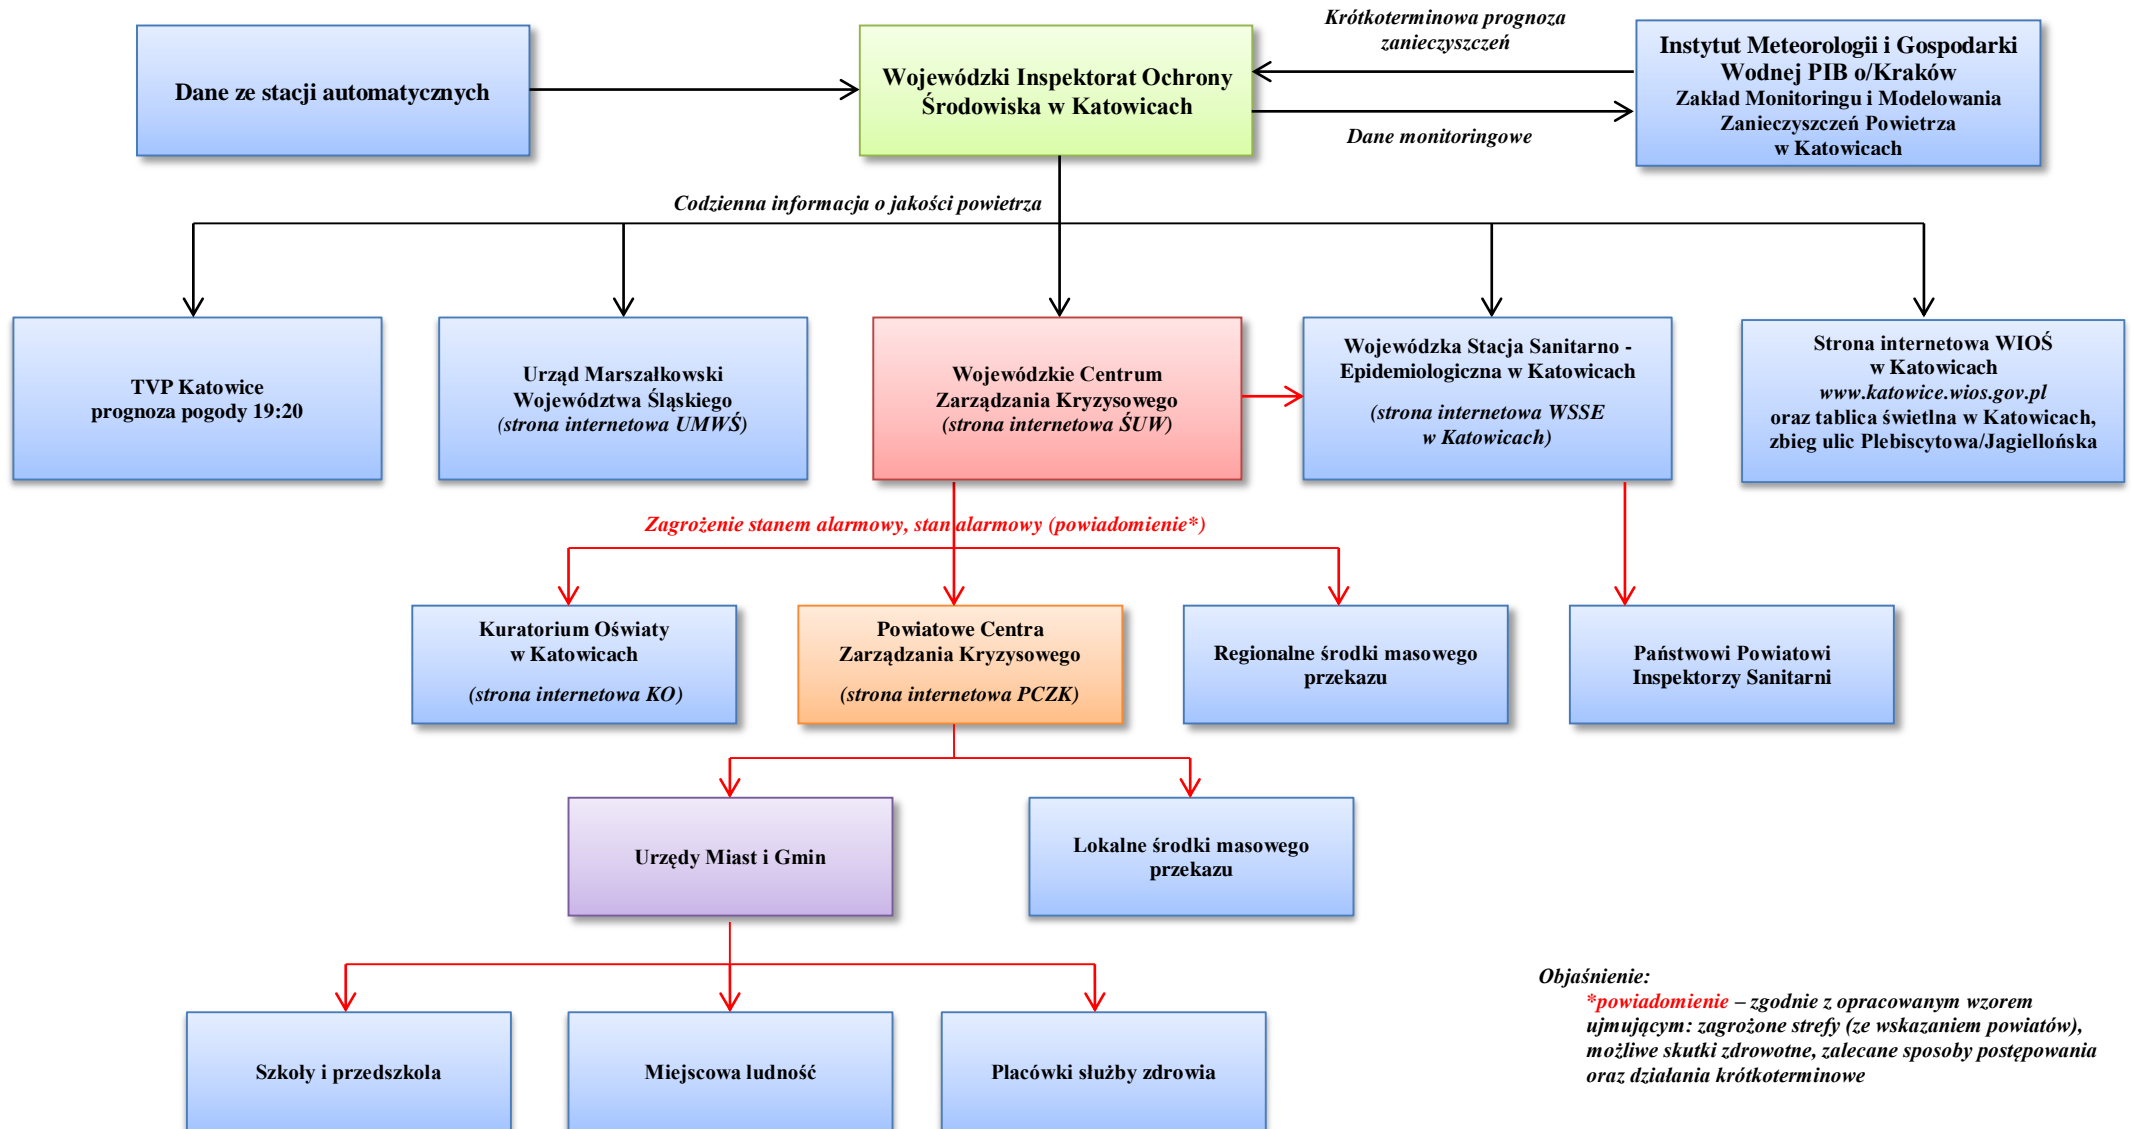 Krótkoterminowa prognoza
zanieczyszczeń
Dane ze stacji automatycznych
Wojewódzki Inspektorat Ochrony
Środowiska w Katowicach
Instytut Meteorologii i Gospodarki
Wodnej PIB o/Kraków
Zakład Monitoringu i Modelowania
Zanieczyszczeń Powietrza
w Katowicach
Dane monitoringowe
Codzienna informacja o jakości powietrza
TVP Katowice
prognoza pogody 19:20
Urząd Marszałkowski
Województwa Śląskiego
(strona internetowa UMWŚ)
Wojewódzkie Centrum
Zarządzania Kryzysowego
(strona internetowa ŚUW)
Wojewódzka Stacja Sanitarno -
Epidemiologiczna w Katowicach
(strona internetowa WSSE
w Katowicach)
Strona internetowa WIOŚ
w Katowicach
www.katowice.wios.gov.pl
oraz tablica świetlna w Katowicach,
zbieg ulic Plebiscytowa/Jagiellońska
Zagrożenie stanem alarmowy, stan alarmowy (powiadomienie*)
Kuratorium Oświaty
w Katowicach
(strona internetowa KO)
Powiatowe Centra
Zarządzania Kryzysowego
(strona internetowa PCZK)
Regionalne środki masowego
przekazu
Państwowi Powiatowi
Inspektorzy Sanitarni
Urzędy Miast i Gmin
Lokalne środki masowego
przekazu
Szkoły i przedszkola
Miejscowa ludność
Placówki służby zdrowia
Objaśnienie:
*powiadomienie – zgodnie z opracowanym wzorem
ujmującym: zagrożone strefy (ze wskazaniem powiatów),
możliwe skutki zdrowotne, zalecane sposoby postępowania
oraz działania krótkoterminowe